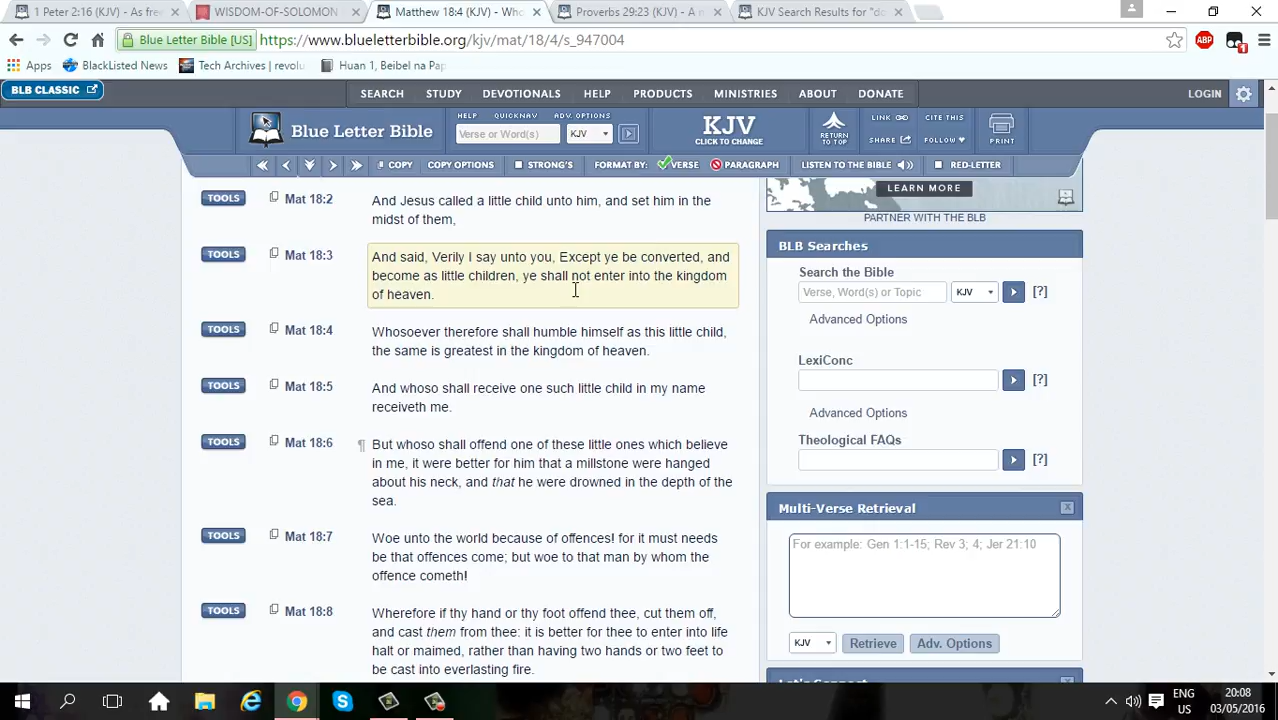 1 Peter 2:16 (KJV) - As free
WISDOM-OF-SOLOMON
Matthew 18:4 (KJV) - Who
Proverbs 29:23 (KJV) - A m
KJV Search Results for "do
Blue Letter Bible [US]
https://www.blueletterbible.org/kjv/mat/18/4/s_947004
ABP
Apps
BlackListed News
Tech Archives | revolu
Huan 1, Beibel na Pap
BLB CLASSIC
SEARCH
STUDY
DEVOTIONALS
HELP
PRODUCTS
MINISTRIES
ABOUT
DONATE
LOGIN
Blue Letter Bible
HELP
QUICKNAV
ADV. OPTIONS
Verse or Word(s)
KJV
KJV
CLICK TO CHANGE
RETURN
TO TOP
LINK
CITE THIS
SHARE
FOLLOW
PRINT
COPY
COPY OPTIONS
STRONG'S
FORMAT BY:
VERSE
PARAGRAPH
LISTEN TO THE BIBLE
RED-LETTER
TOOLS
Mat 18:2
And Jesus called a little child unto him, and set him in the
midst of them,
TOOLS
Mat 18:3
And said, Verily I say unto you, Except ye be converted, and
become as little children, ye shall not enter into the kingdom
of heaven.
TOOLS
Mat 18:4
Whosoever therefore shall humble himself as this little child,
the same is greatest in the kingdom of heaven.
TOOLS
Mat 18:5
And whoso shall receive one such little child in my name
receiveth me.
TOOLS
Mat 18:6
¶ But whoso shall offend one of these little ones which believe
in me, it were better for him that a millstone were hanged
about his neck, and that he were drowned in the depth of the
sea.
TOOLS
Mat 18:7
Woe unto the world because of offences! for it must needs
be that offences come; but woe to that man by whom the
offence cometh!
TOOLS
Mat 18:8
Wherefore if thy hand or thy foot offend thee, cut them off,
and cast them from thee: it is better for thee to enter into life
halt or maimed, rather than having two hands or two feet to
be cast into everlasting fire.
LEARN MORE
PARTNER WITH THE BLB
BLB Searches
Search the Bible
Verse, Word(s) or Topic
KJV
[?]
Advanced Options
LexiConc
[?]
Advanced Options
Theological FAQs
[?]
Multi-Verse Retrieval
X
For example: Gen 1:1-15; Rev 3; 4; Jer 21:10
KJV
Retrieve
Adv. Options
ENG
US
20:08
03/05/2016